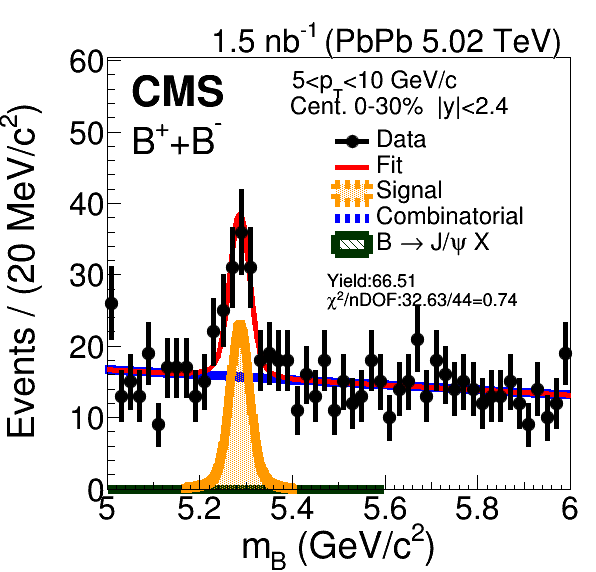 1.5 nb⁻¹ (PbPb 5.02 TeV)
CMS
B⁺+B⁻
5<p_T<10 GeV/c
Cent. 0-30% |y|<2.4
Data
Fit
Signal
Combinatorial
B → J/ψ X
Yield:66.51
χ²/nDOF:32.63/44=0.74
Events / (20 MeV/c²)
60
50
40
30
20
10
0
5 5.2 5.4 5.6 5.8 6
m_B (GeV/c²)